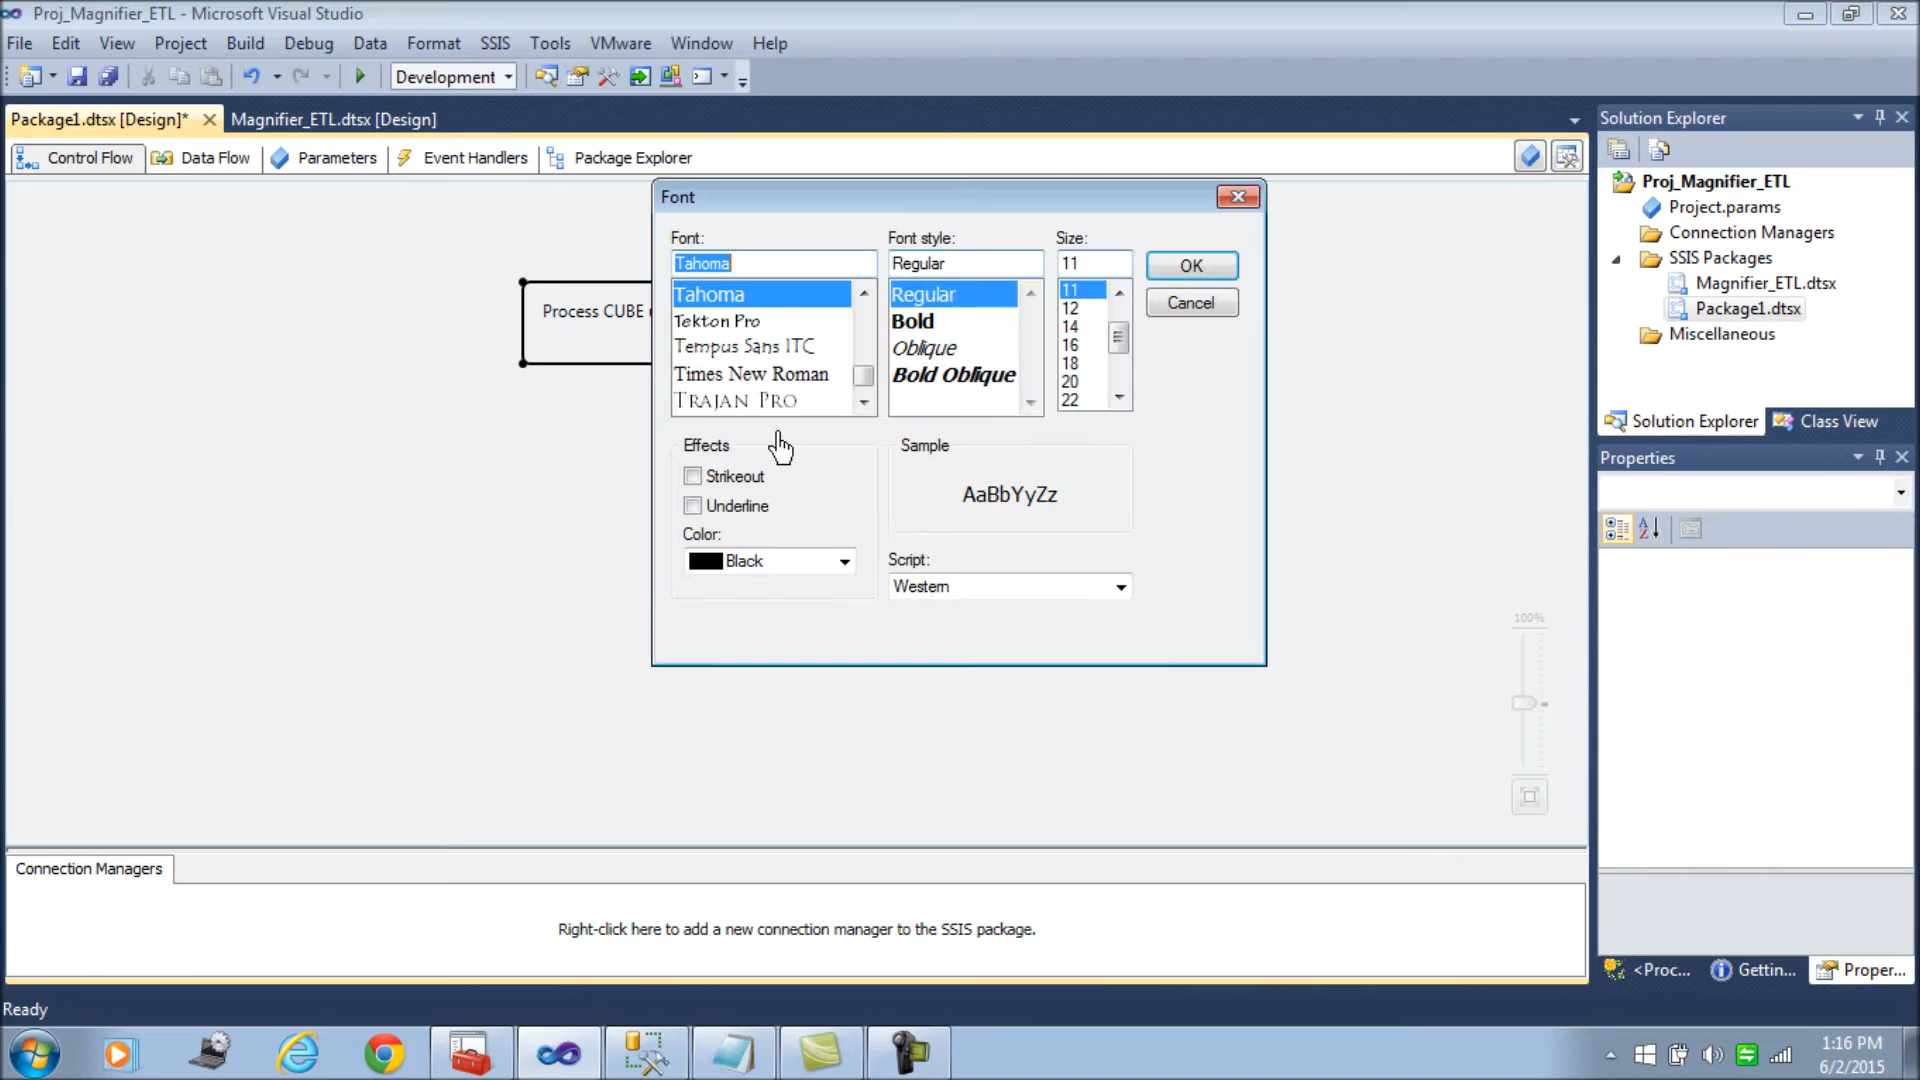 Proj_Magnifier_ETL - Microsoft Visual Studio
File Edit View Project Build Debug Data Format SSIS Tools VMware Window Help
Development
Package1.dtsx [Design]* Magnifier_ETL.dtsx [Design]
Control Flow Data Flow Parameters Event Handlers Package Explorer
Process CUBE
Font
Font: Font style: Size:
Tahoma Regular 11
OK
Cancel
Tahoma
Tekton Pro
Tempus Sans ITC
Times New Roman
TRAJAN PRO
Regular
Bold
Oblique
Bold Oblique
11
12
14
16
18
20
22
Effects
Strikeout
Underline
Color:
Black
Sample
AaBbYyZz
Script:
Western
100%
Connection Managers
Right-click here to add a new connection manager to the SSIS package.
Solution Explorer
Proj_Magnifier_ETL
Project.params
Connection Managers
SSIS Packages
Magnifier_ETL.dtsx
Package1.dtsx
Miscellaneous
Solution Explorer Class View
Properties
<Proc... Gettin... Proper...
Ready
1:16 PM
6/2/2015